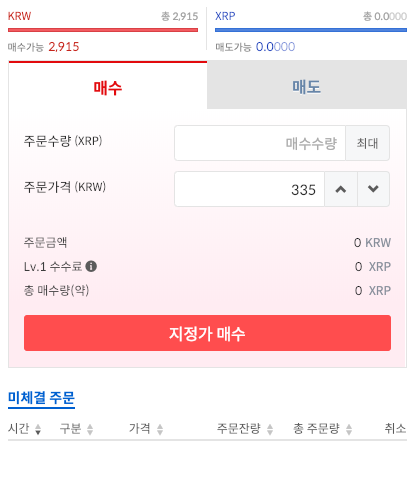 KRW 총 2,915 XRP 총 0.0000
매수가능 2,915 매도가능 0.0000
매수 매도
주문수량 (XRP) 매수수량 최대
주문가격 (KRW) 335
주문금액 0 KRW
Lv.1 수수료 0 XRP
총 매수량(약) 0 XRP
지정가 매수
미체결 주문
시간 구분 가격 주문잔량 총 주문량 취소